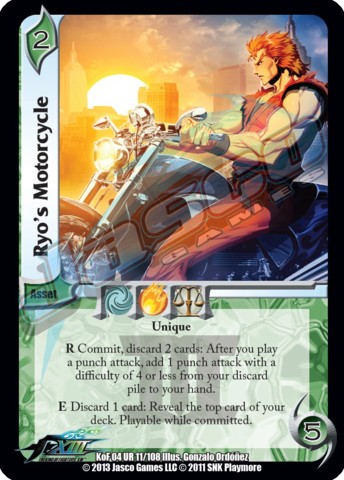 2
Ryo's Motorcycle
JASCO
GAMES
Asset
Unique
R Commit, discard 2 cards: After you play
a punch attack, add 1 punch attack with a
difficulty of 4 or less from your discard
pile to your hand.
E Discard 1 card: Reveal the top card of your
deck. Playable while committed.
5
XIII
KoF 04 UR 11/108 Illus. Gonzalo Ordóñez
© 2013 Jasco Games LLC © 2011 SNK Playmore